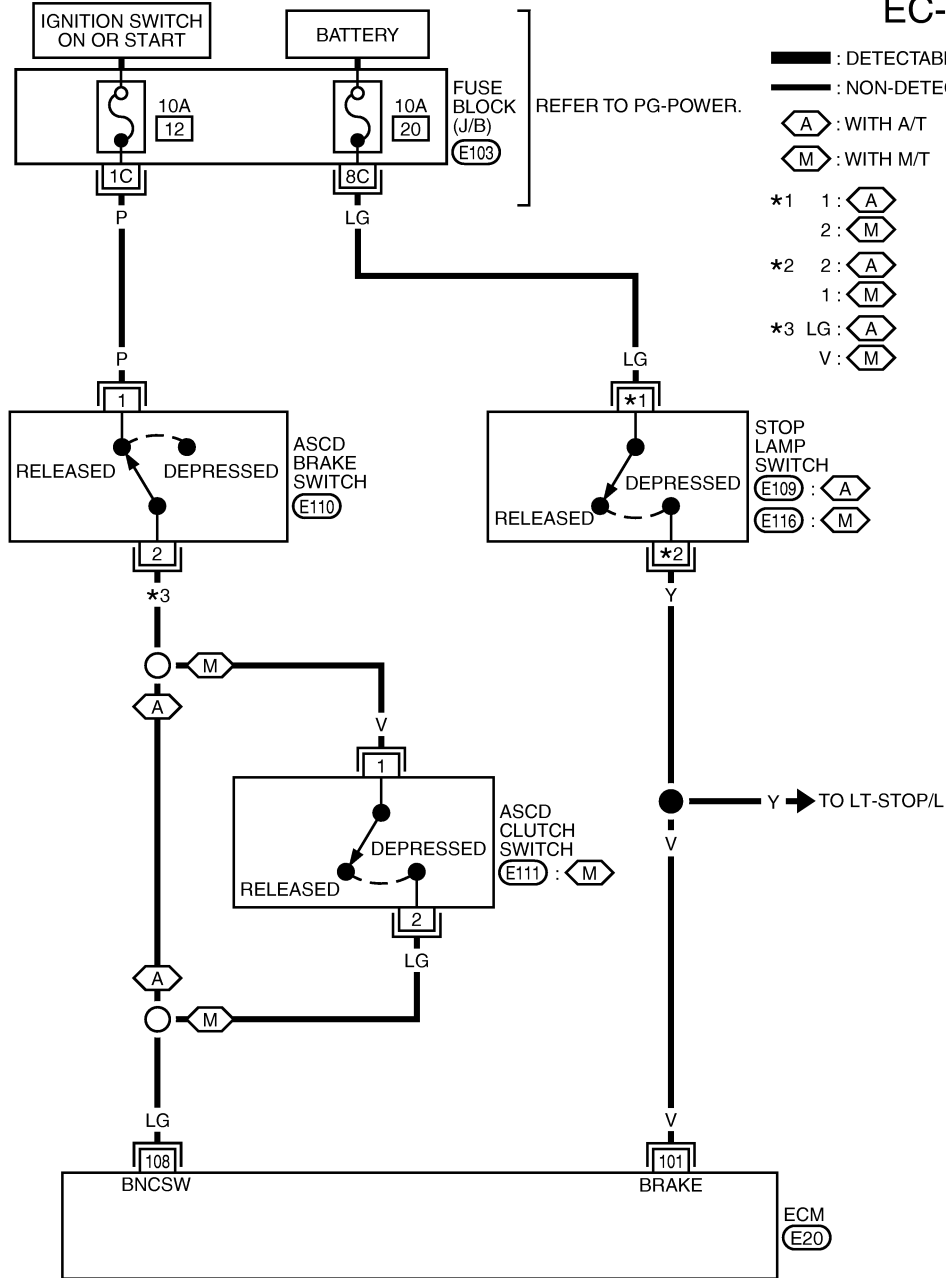 EC-
IGNITION SWITCH
ON OR START
BATTERY
10A
12
10A
20
FUSE
BLOCK
(J/B)
E103
REFER TO PG-POWER.
: DETECTABL
: NON-DETEC
A : WITH A/T
M : WITH M/T
*1 1 : A
2 : M
*2 2 : A
1 : M
*3 LG : A
V : M
1C
8C
P
LG
P
LG
1
*1
RELEASED
DEPRESSED
ASCD
BRAKE
SWITCH
E110
RELEASED
DEPRESSED
STOP
LAMP
SWITCH
E109 : A
E116 : M
2
*2
*3
Y
M
A
V
1
RELEASED
DEPRESSED
ASCD
CLUTCH
SWITCH
E111 : M
2
LG
Y
TO LT-STOP/L
V
A
M
LG
V
108
101
BNCSW
BRAKE
ECM
E20